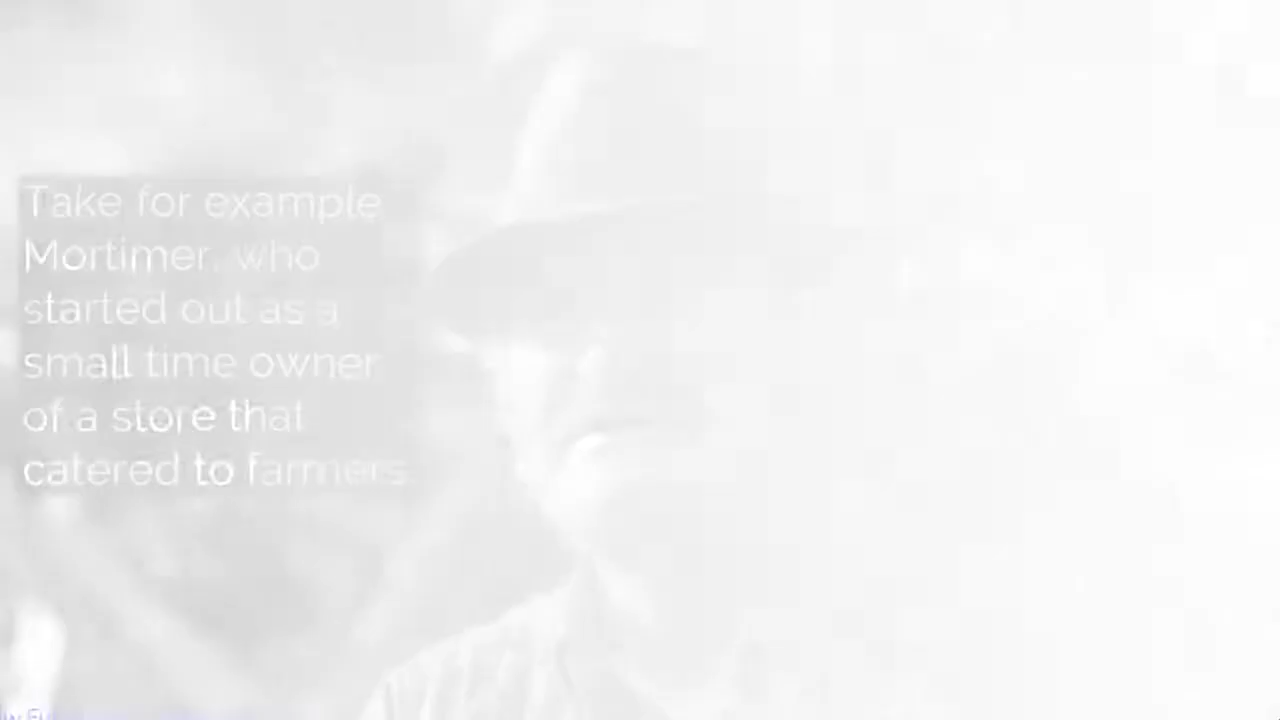 Take for example
Mortimer, who
started out as a
small time owner
of a store that
catered to farmers.